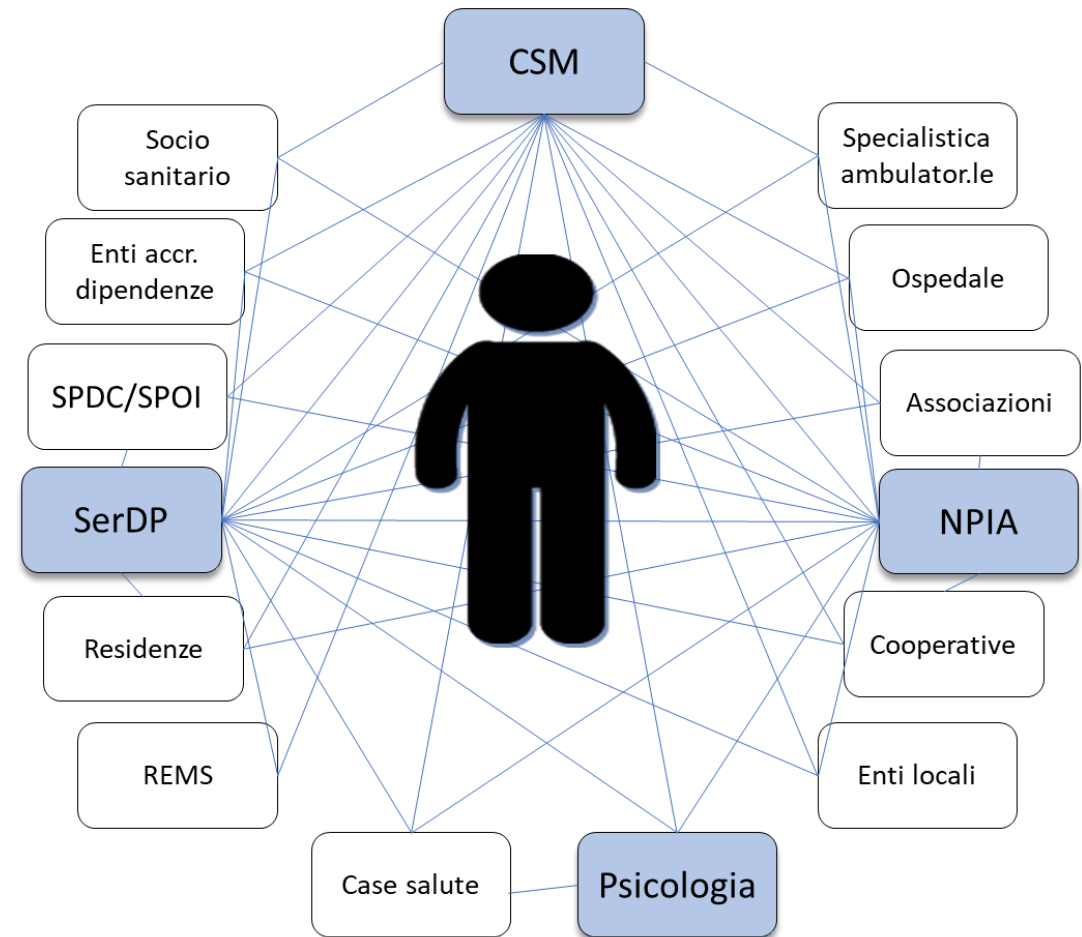 CSM
Socio
sanitario
Specialistica
ambulator.le
Enti accr.
dipendenze
Ospedale
SPDC/SPOI
Associazioni
SerDP
NPIA
Residenze
Cooperative
REMS
Enti locali
Case salute
Psicologia